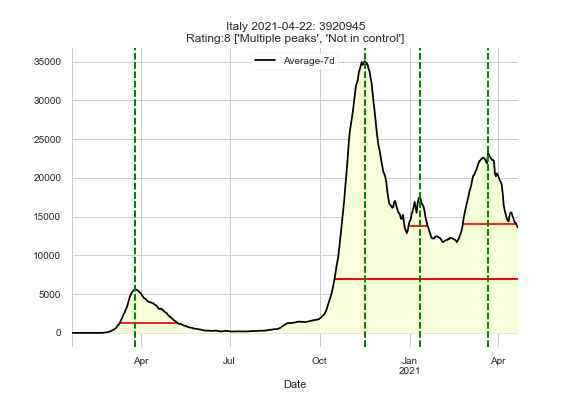 Italy 2021-04-22: 3920945
Rating:8 ['Multiple peaks', 'Not in control']
Average-7d
35000
30000
25000
20000
15000
10000
5000
0
Apr Jul Oct Jan Apr
2021
Date